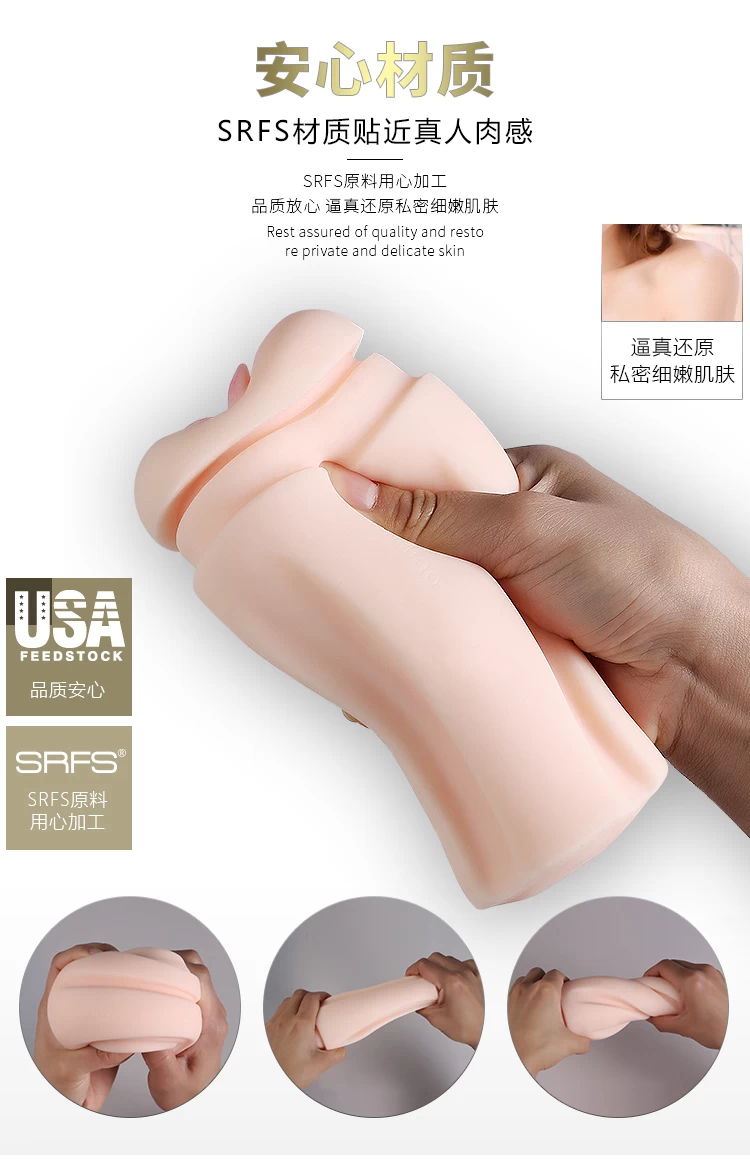 安心材质
SRFS材质贴近真人肉感
SRFS原料用心加工
品质放心 逼真还原私密细嫩肌肤
Rest assured of quality and resto
re private and delicate skin
逼真还原
私密细嫩肌肤
USA
FEEDSTOCK
品质安心
SRFS®
SRFS原料
用心加工